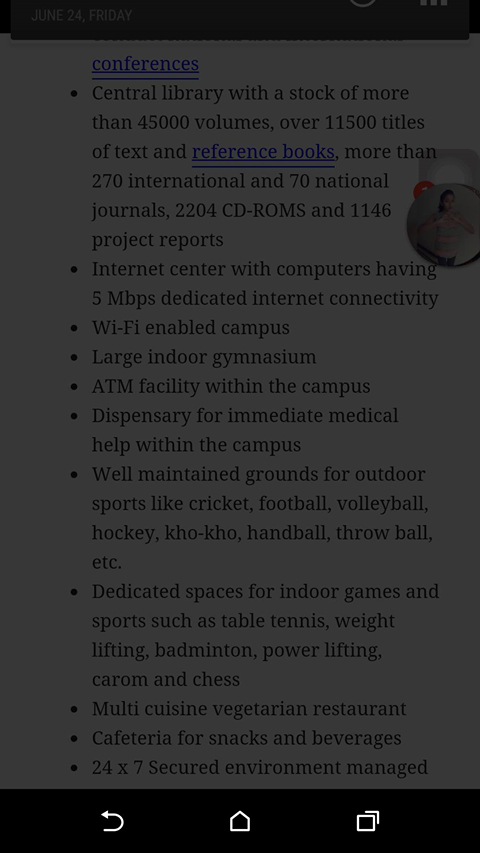 JUNE 24, FRIDAY
conferences
Central library with a stock of more
than 45000 volumes, over 11500 titles
of text and reference books, more than
270 international and 70 national
journals, 2204 CD-ROMS and 1146
project reports
Internet center with computers having
5 Mbps dedicated internet connectivity
Wi-Fi enabled campus
Large indoor gymnasium
ATM facility within the campus
Dispensary for immediate medical
help within the campus
Well maintained grounds for outdoor
sports like cricket, football, volleyball,
hockey, kho-kho, handball, throw ball,
etc.
Dedicated spaces for indoor games and
sports such as table tennis, weight
lifting, badminton, power lifting,
carom and chess
Multi cuisine vegetarian restaurant
Cafeteria for snacks and beverages
24 x 7 Secured environment managed